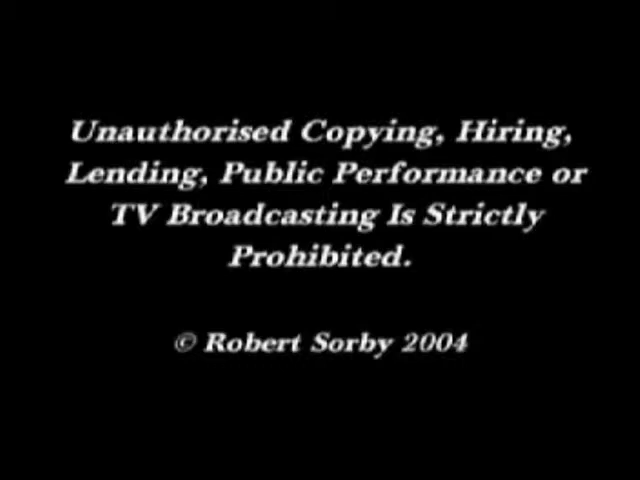 Unauthorised Copying, Hiring,
Lending, Public Performance or
TV Broadcasting Is Strictly
Prohibited.
© Robert Sorby 2004